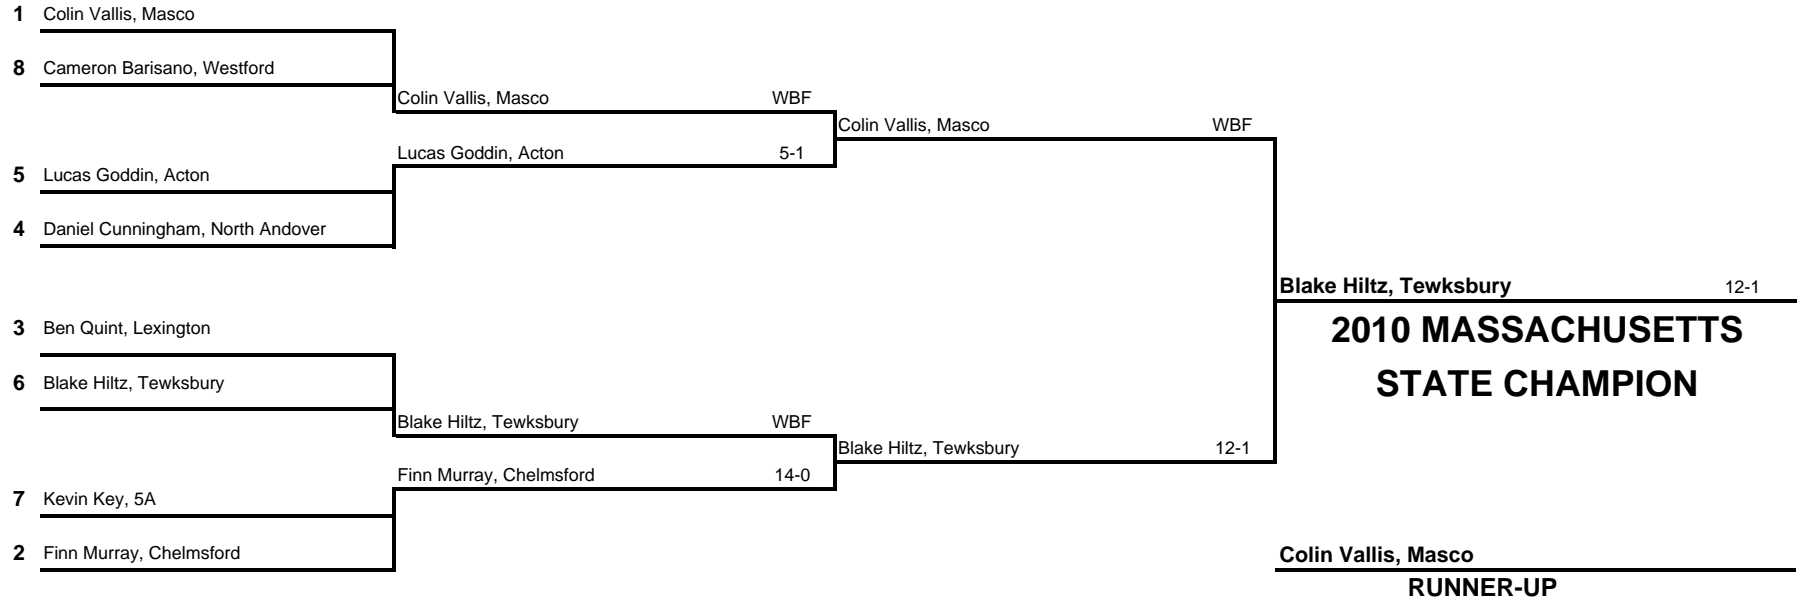 1 Colin Vallis, Masco
8 Cameron Barisano, Westford
Colin Vallis, Masco WBF
Colin Vallis, Masco WBF
Lucas Goddin, Acton 5-1
5 Lucas Goddin, Acton
4 Daniel Cunningham, North Andover
Blake Hiltz, Tewksbury 12-1
2010 MASSACHUSETTS
STATE CHAMPION
3 Ben Quint, Lexington
6 Blake Hiltz, Tewksbury
Blake Hiltz, Tewksbury WBF
Blake Hiltz, Tewksbury 12-1
Finn Murray, Chelmsford 14-0
7 Kevin Key, 5A
2 Finn Murray, Chelmsford
Colin Vallis, Masco
RUNNER-UP